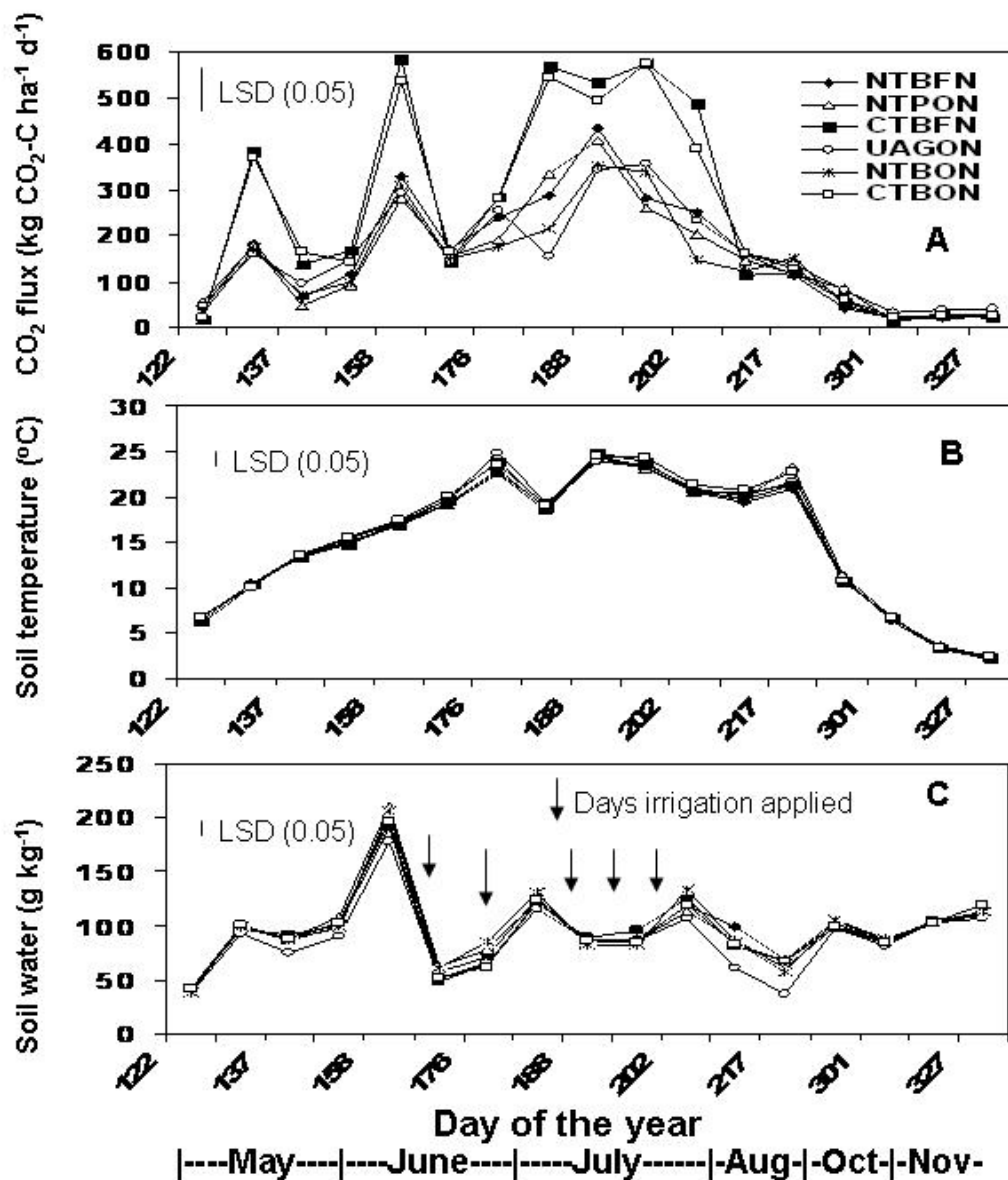 CO₂ flux (kg CO₂-C ha⁻¹ d⁻¹)
600
500
400
300
200
100
0
LSD (0.05)
NTBFN
NTPON
CTBFN
UAGON
NTBON
CTBON
A
122
137
158
176
188
202
217
301
327
Soil temperature (ºC)
30
25
20
15
10
5
0
LSD (0.05)
B
122
137
158
176
188
202
217
301
327
Soil water (g kg⁻¹)
250
200
150
100
50
0
LSD (0.05)
Days irrigation applied
C
122
137
158
176
188
202
217
301
327
Day of the year
|----May----|----June----|-----July------|-Aug-|-Oct-|-Nov-